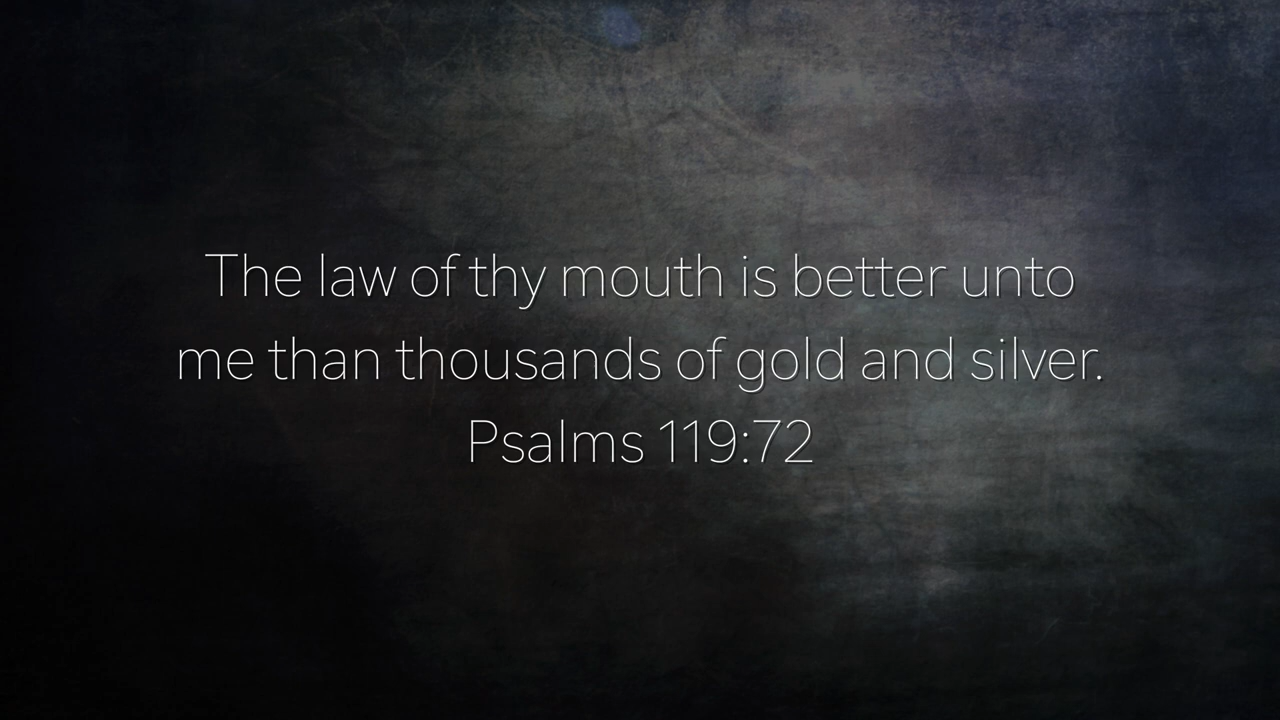 The law of thy mouth is better unto
me than thousands of gold and silver.
Psalms 119:72